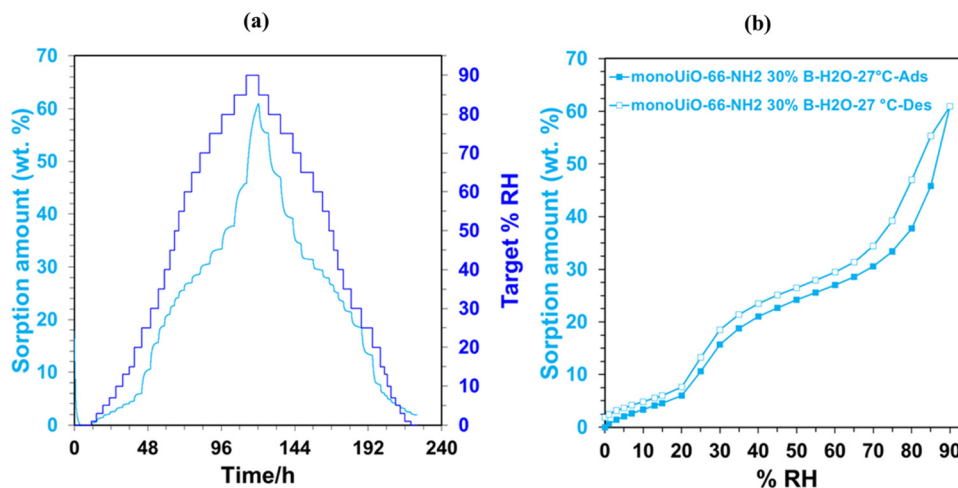 (a)
(b)
70
60
50
40
30
20
10
0
Sorption amount (wt. %)
90
80
70
60
50
40
30
20
10
0
Target % RH
0 48 96 144 192 240
Time/h
70
60
50
40
30
20
10
0
Sorption amount (wt. %)
monoUiO-66-NH2 30% B-H2O-27°C-Ads
monoUiO-66-NH2 30% B-H2O-27 °C-Des
0 10 20 30 40 50 60 70 80 90
% RH